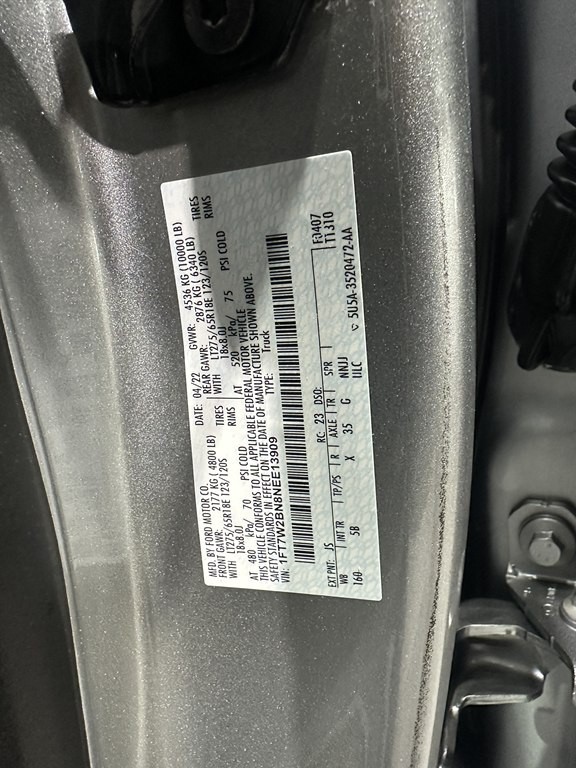 MFD. BY FORD MOTOR CO.
DATE: 04/22 GVWR: 4536 KG (10000 LB)
FRONT GAWR: 2177 KG ( 4800 LB) REAR GAWR: 2876 KG ( 6340 LB)
WITH LT275/65R18E 123/120S TIRES WITH LT275/65R18E 123/120S TIRES
18x8.0J RIMS 18x8.0J RIMS
AT 480 kPa/ 70 PSI COLD AT 520 kPa/ 75 PSI COLD
THIS VEHICLE CONFORMS TO ALL APPLICABLE FEDERAL MOTOR VEHICLE
SAFETY STANDARDS IN EFFECT ON THE DATE OF MANUFACTURE SHOWN ABOVE.
VIN: 1FT7W2BN8NEE13909 TYPE: Truck
F0407
T1310
EXT PNT: JS RC: 23 DSO:
WB INT TR TP/PS R AXLE TR SPR
160- 5B X 35 G NNJJ
ULC 5U5A-3520472-AA